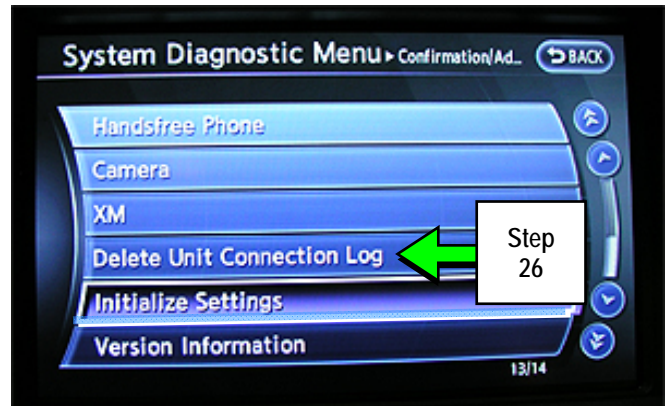 System Diagnostic Menu ▸ Confirmation/Ad_ BACK
Handsfree Phone
Camera
XM
Delete Unit Connection Log
Step
26
Initialize Settings
Version Information
13/14